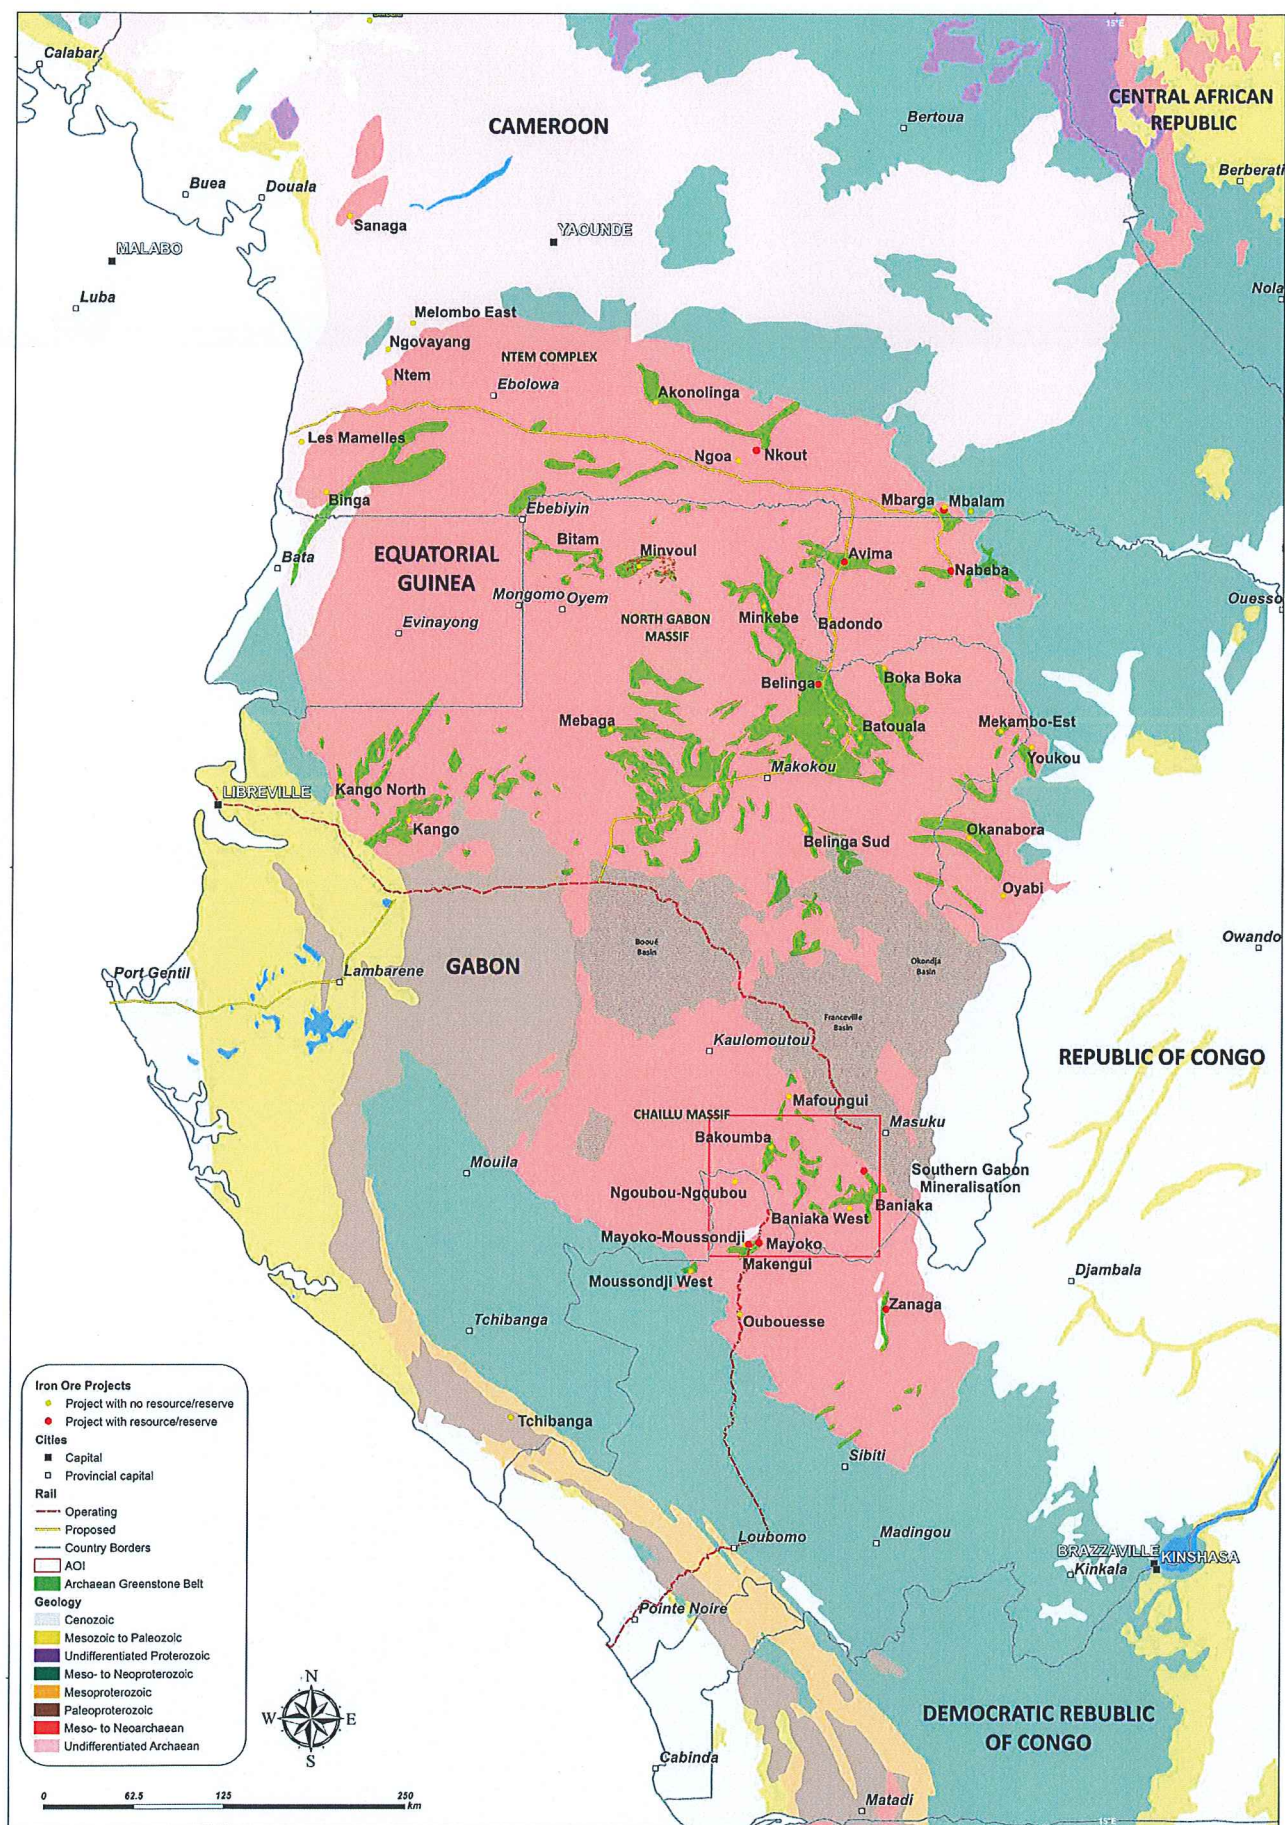 15°E
Calabar
CENTRAL AFRICAN
REPUBLIC
CAMEROON
Bertoua
Berberati
Buea
Douala
Sanaga
YAOUNDE
MALABO
Luba
Nola
Melombo East
Ngovayang
NTEM COMPLEX
Ntem
Ebolowa
Akonolinga
Les Mamelles
Ngoa
Nkout
Binga
Mbarga
Mbalam
Ebebiyin
Bitam
Minvoul
Avima
Bata
EQUATORIAL
GUINEA
Nabeba
Mongomo
Oyem
Ouesso
Evinayong
NORTH GABON
MASSIF
Minkebe
Badondo
Belinga
Boka Boka
Mebaga
Batouala
Mekambo-Est
Youkou
Makokou
LIBREVILLE
Kango North
Kango
Belinga Sud
Okanabora
Oyabi
Owando
Booué
Basin
Okondja
Basin
GABON
Port Gentil
Lambarene
Franceville
Basin
Kaulomoutou
REPUBLIC OF CONGO
Mafoungui
CHAILLU MASSIF
Masuku
Bakoumba
Mouila
Southern Gabon
Mineralisation
Ngoubou-Ngoubou
Baniaka
Baniaka West
Mayoko-Moussondji
Mayoko
Makengui
Moussondji West
Djambala
Zanaga
Oubouesse
Tchibanga
Tchibanga
Sibiti
Loubomo
Madingou
BRAZZAVILLE
KINSHASA
Kinkala
Pointe Noire
DEMOCRATIC REBUBLIC
OF CONGO
Cabinda
Matadi
15°E
Iron Ore Projects
Project with no resource/reserve
Project with resource/reserve
Cities
Capital
Provincial capital
Rail
Operating
Proposed
Country Borders
AOI
Archaean Greenstone Belt
Geology
Cenozoic
Mesozoic to Paleozoic
Undifferentiated Proterozoic
Meso- to Neoproterozoic
Mesoproterozoic
Paleoproterozoic
Meso- to Neoarchaean
Undifferentiated Archaean
N
W E
S
0 62.5 125 250
km